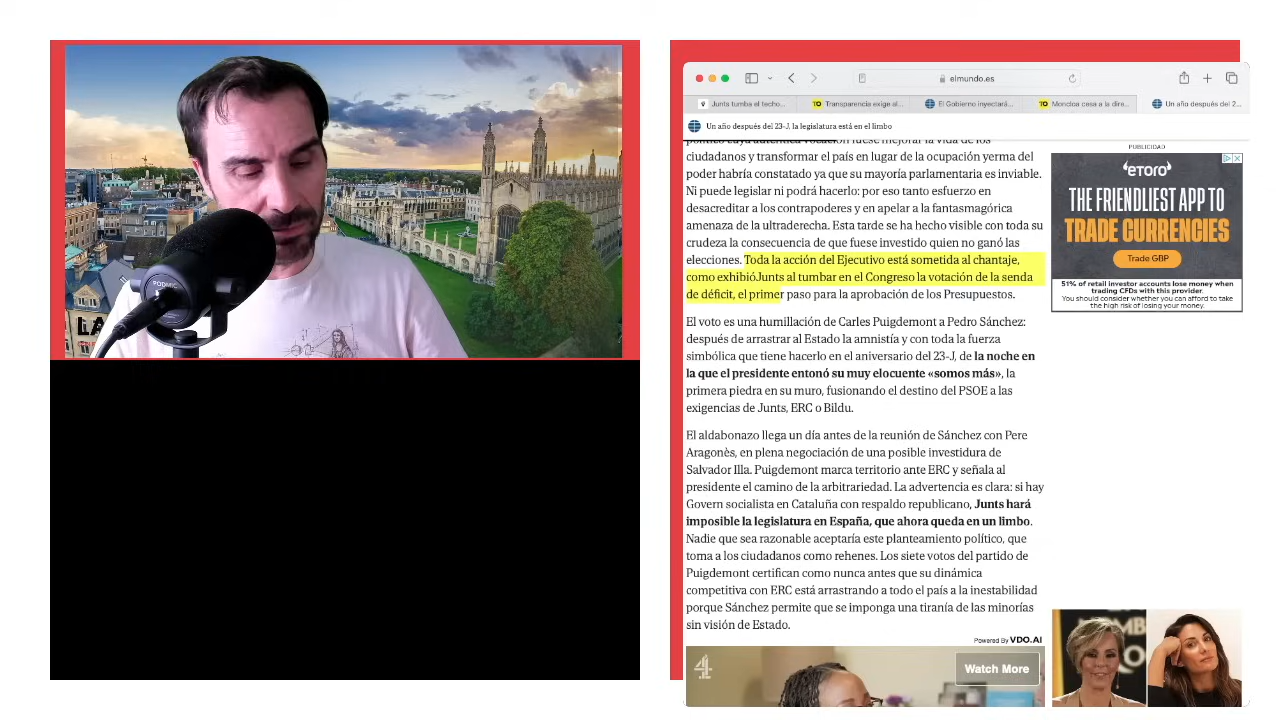 PODMIC
LA
elmundo.es
Junts tumba el techo...
Transparencia exige al...
El Gobierno inyectará...
Moncloa cesa a la dire...
Un año después del 2...
Un año después del 23-J, la legislatura está en el limbo
político cuya auténtica vocación fuese mejorar la vida de los
ciudadanos y transformar el país en lugar de la ocupación yerma del
poder habría constatado ya que su mayoría parlamentaria es inviable.
Ni puede legislar ni podrá hacerlo: por eso tanto esfuerzo en
desacreditar a los contrapoderes y en apelar a la fantasmagórica
amenaza de la ultraderecha. Esta tarde se ha hecho visible con toda su
crudeza la consecuencia de que fuese investido quien no ganó las
elecciones. Toda la acción del Ejecutivo está sometida al chantaje,
como exhibióJunts al tumbar en el Congreso la votación de la senda
de déficit, el primer paso para la aprobación de los Presupuestos.
El voto es una humillación de Carles Puigdemont a Pedro Sánchez:
después de arrastrar al Estado la amnistía y con toda la fuerza
simbólica que tiene hacerlo en el aniversario del 23-J, de la noche en
la que el presidente entonó su muy elocuente «somos más», la
primera piedra en su muro, fusionando el destino del PSOE a las
exigencias de Junts, ERC o Bildu.
El aldabonazo llega un día antes de la reunión de Sánchez con Pere
Aragonès, en plena negociación de una posible investidura de
Salvador Illa. Puigdemont marca territorio ante ERC y señala al
presidente el camino de la arbitrariedad. La advertencia es clara: si hay
Govern socialista en Cataluña con respaldo republicano, Junts hará
imposible la legislatura en España, que ahora queda en un limbo.
Nadie que sea razonable aceptaría este planteamiento político, que
toma a los ciudadanos como rehenes. Los siete votos del partido de
Puigdemont certifican como nunca antes que su dinámica
competitiva con ERC está arrastrando a todo el país a la inestabilidad
porque Sánchez permite que se imponga una tiranía de las minorías
sin visión de Estado.
Powered By VDO.AI
4
Watch More
PUBLICIDAD
eToro
THE FRIENDLIEST APP TO
TRADE CURRENCIES
Trade GBP
51% of retail investor accounts lose money when
trading CFDs with this provider.
You should consider whether you can afford to take
the high risk of losing your money.